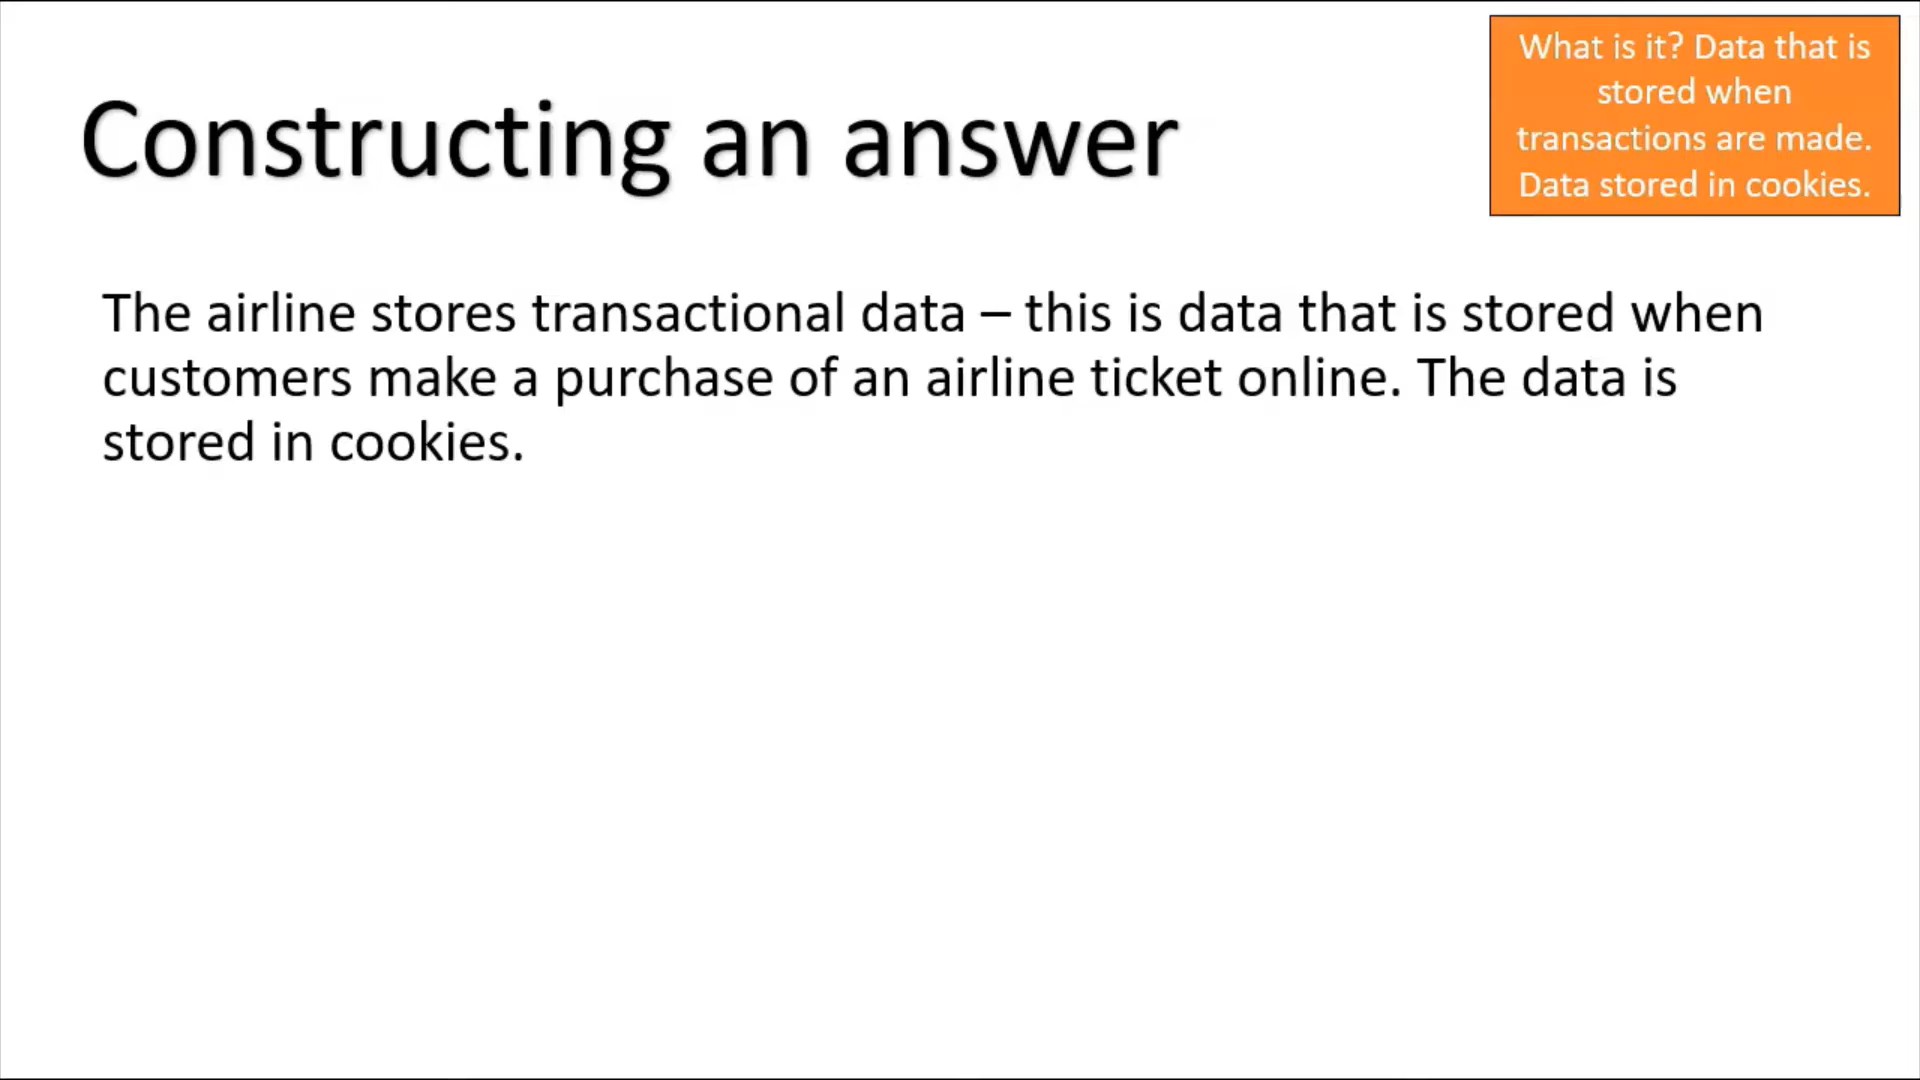 Constructing an answer
What is it? Data that is
stored when
transactions are made.
Data stored in cookies.
The airline stores transactional data – this is data that is stored when
customers make a purchase of an airline ticket online. The data is
stored in cookies.